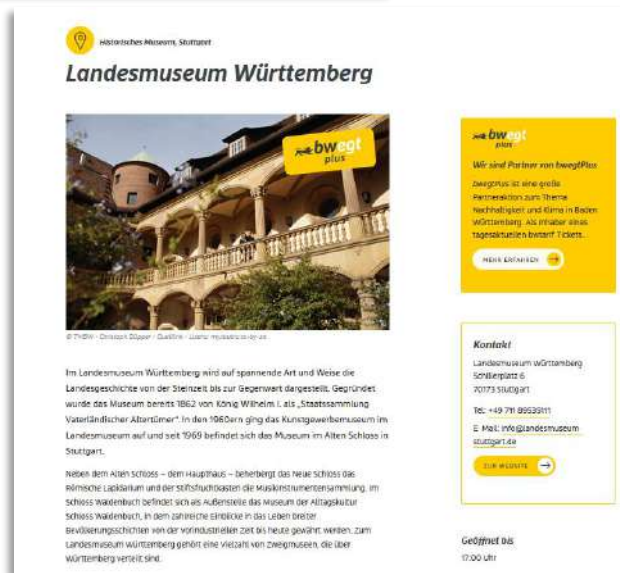 Historisches Museum, Stuttgart
Landesmuseum Württemberg
bwegt
plus
© TMBW - Christoph Düpper -
Im Landesmuseum Württemberg wird auf spannende Art und Weise die
Landesgeschichte von der Steinzeit bis zur Gegenwart dargestellt. Gegründet
wurde das Museum bereits 1862 von König Wilhelm I. als „Staatssammlung
Vaterländischer Altertümer“. In den 1960ern ging das Kunstgewerbemuseum im
Landesmuseum auf und seit 1969 befindet sich das Museum im Alten Schloss in
Stuttgart.
Neben dem Alten Schloss – dem Haupthaus – beherbergt das Neue Schloss das
Römische Lapidarium und der Stiftsfruchtkasten die Musikinstrumentensammlung. Im
Schloss Waldenbuch befindet sich als Außenstelle das Museum der Alltagskultur
Schloss Waldenbuch, in dem zahlreiche Einblicke in das Leben breiter
Bevölkerungsschichten von der vorindustriellen Zeit bis heute gewährt werden. Zum
Landesmuseum Württemberg gehört eine Vielzahl von Zweigmuseen, die über
Württemberg verteilt sind.
bwegt
plus
Wir sind Partner von bwegtPlus
bwegtPlus ist eine große
Partneraktion zum Thema
Nachhaltigkeit und Klima in Baden
Württemberg. Als Inhaber eines
tagesaktuellen bwtarif Tickets..
MEHR ERFAHREN
Kontakt
Landesmuseum Württemberg
Schillerplatz 6
70173 Stuttgart
Tel: +49 711 89535111
E-Mail: info@landesmuseum-
stuttgart.de
ZUR WEBSITE
Geöffnet bis
17:00 Uhr